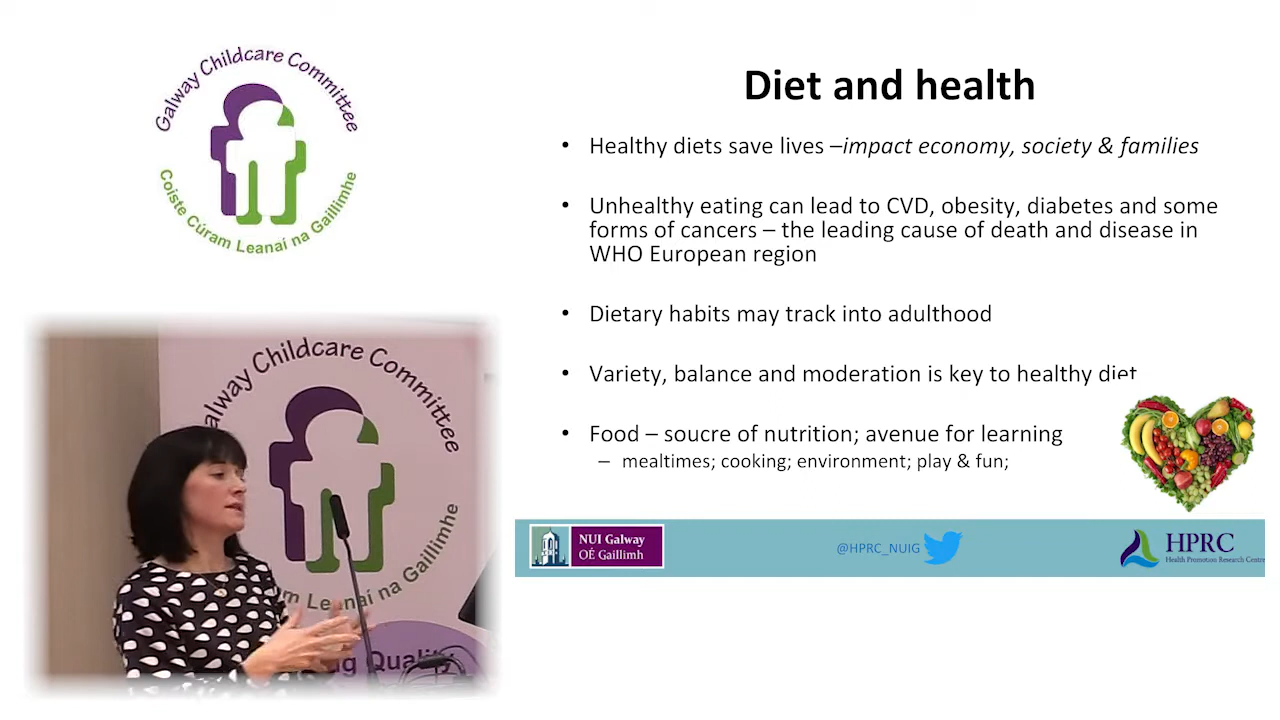 Galway Childcare Committee
Coiste Cúram Leanaí na Gaillimhe
Diet and health
• Healthy diets save lives –impact economy, society & families
• Unhealthy eating can lead to CVD, obesity, diabetes and some
forms of cancers – the leading cause of death and disease in
WHO European region
• Dietary habits may track into adulthood
• Variety, balance and moderation is key to healthy diet
• Food – soucre of nutrition; avenue for learning
– mealtimes; cooking; environment; play & fun;
NUI Galway
OÉ Gaillimh
@HPRC_NUIG
HPRC
Health Promotion Research Centre
alway Childcare Committee
m Leanaí na Gaillimhe
Quality